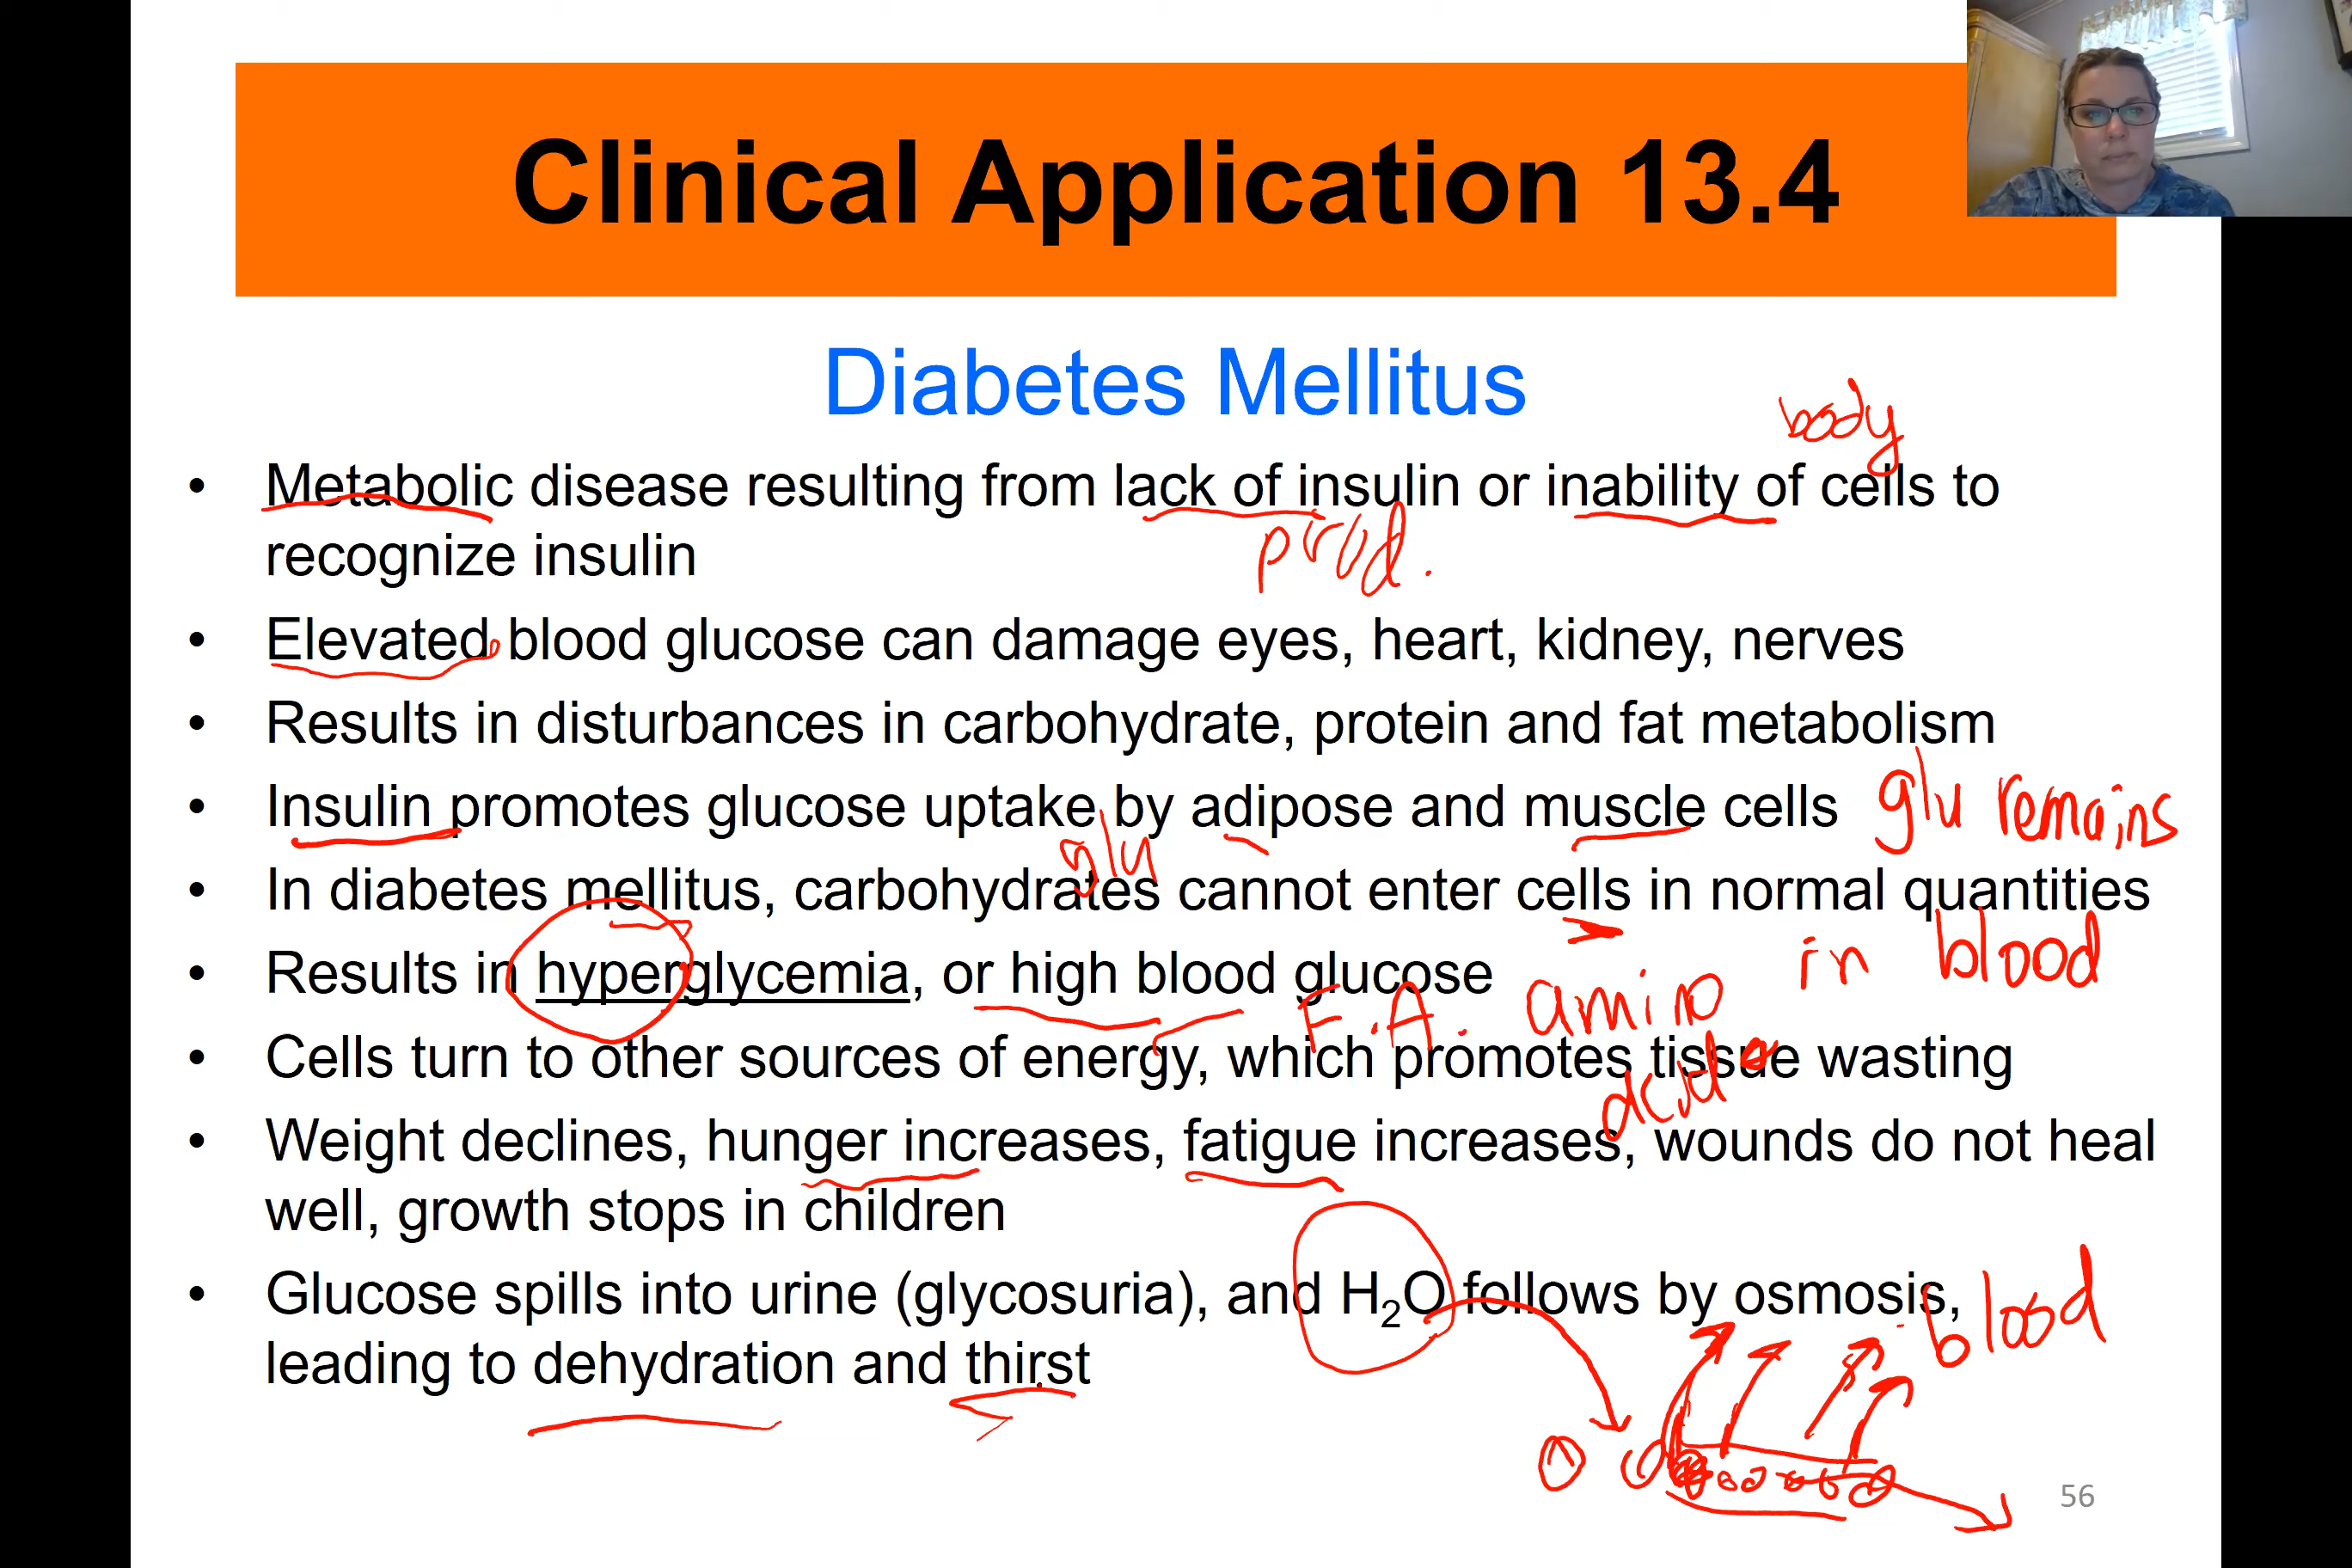 Clinical Application 13.4
Diabetes Mellitus
body
• Metabolic disease resulting from lack of insulin or inability of cells to
prod.
recognize insulin
• Elevated blood glucose can damage eyes, heart, kidney, nerves
• Results in disturbances in carbohydrate, protein and fat metabolism
• Insulin promotes glucose uptake by adipose and muscle cells
glu remains
glu
• In diabetes mellitus, carbohydrates cannot enter cells in normal quantities
in blood
• Results in hyperglycemia, or high blood glucose
F.A. amino
• Cells turn to other sources of energy, which promotes tissue wasting
acid
• Weight declines, hunger increases, fatigue increases, wounds do not heal
well, growth stops in children
• Glucose spills into urine (glycosuria), and H₂O follows by osmosis,
blood
leading to dehydration and thirst
56